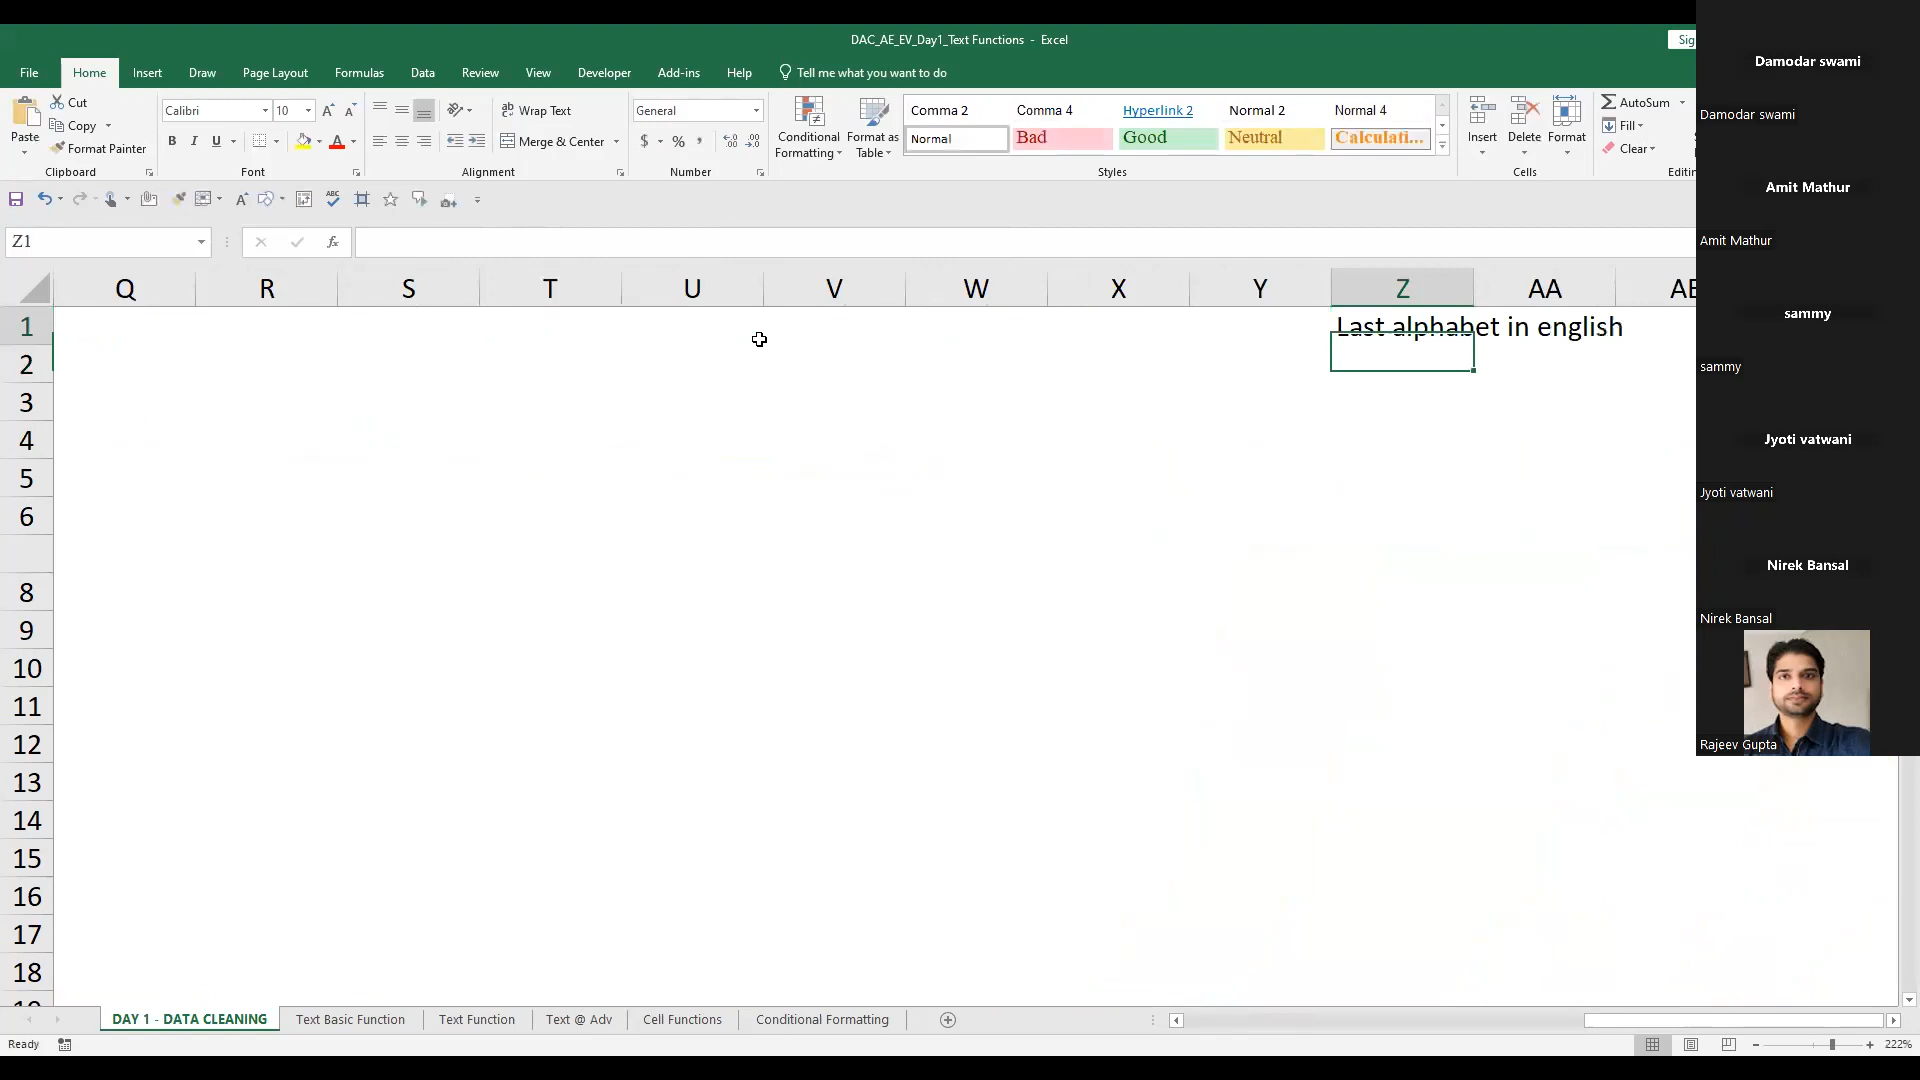 DAC_AE_EV_Day1_Text Functions - Excel
Sig
File Home Insert Draw Page Layout Formulas Data Review View Developer Add-ins Help Tell me what you want to do
Paste
Cut
Copy
Format Painter
Clipboard
Calibri 10
B I U
Font
Wrap Text
Merge & Center
Alignment
General
$ % ,
Number
Conditional Formatting
Format as Table
Comma 2 Comma 4 Hyperlink 2 Normal 2 Normal 4
Normal Bad Good Neutral Calculati...
Styles
Insert Delete Format
Cells
AutoSum
Fill
Clear
Editin
Z1
fx
Q R S T U V W X Y Z AA AB
1 Last alphabet in english
2
3
4
5
6
8
9
10
11
12
13
14
15
16
17
18
DAY 1 - DATA CLEANING Text Basic Function Text Function Text @ Adv Cell Functions Conditional Formatting
Ready
222%
Damodar swami
Damodar swami
Amit Mathur
Amit Mathur
sammy
sammy
Jyoti vatwani
Jyoti vatwani
Nirek Bansal
Nirek Bansal
Rajeev Gupta